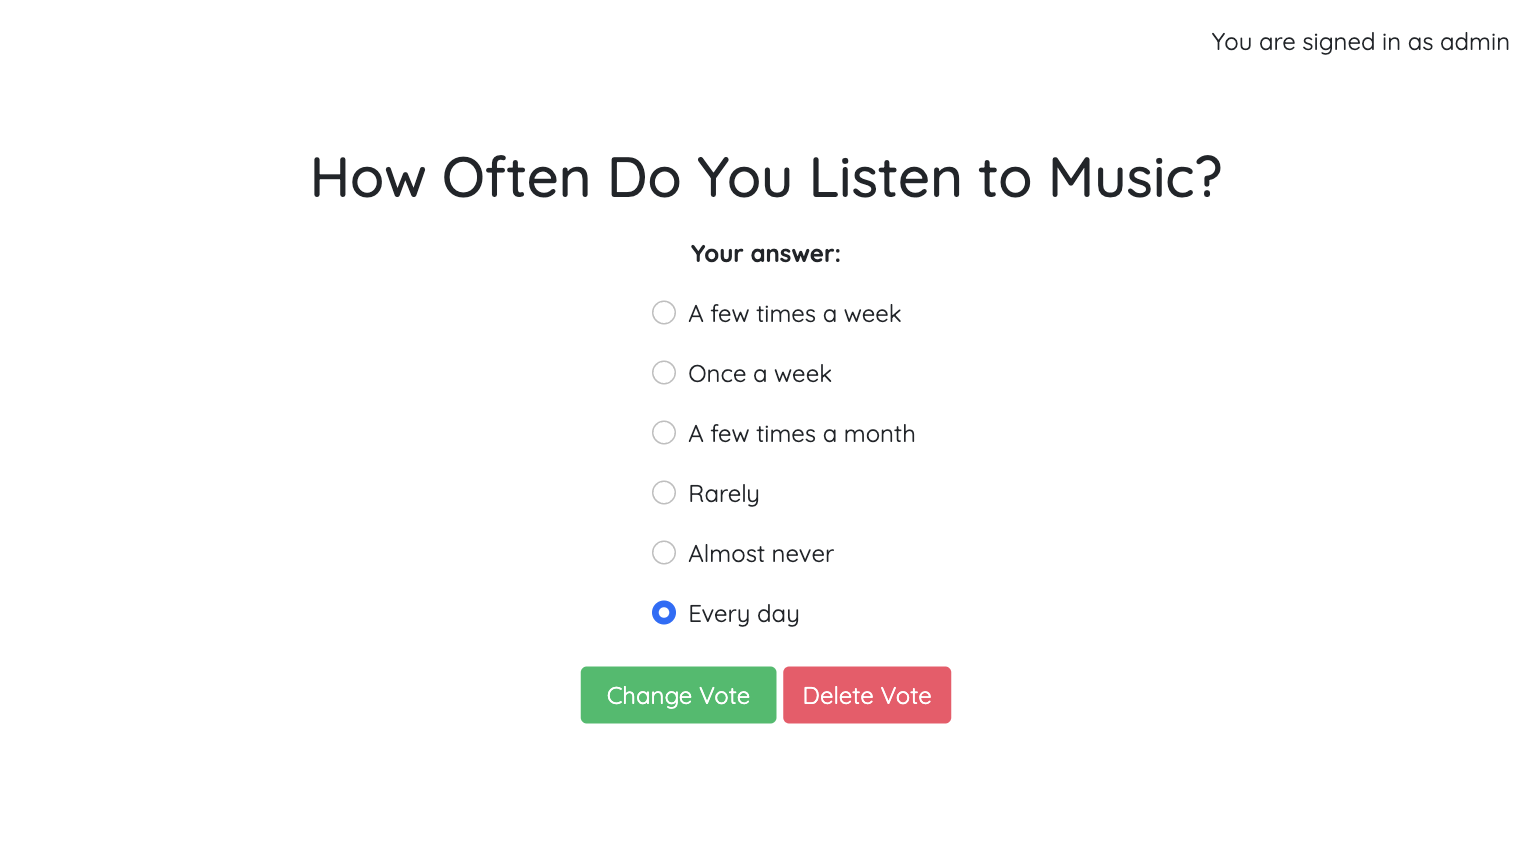 You are signed in as admin
How Often Do You Listen to Music?
Your answer:
A few times a week
Once a week
A few times a month
Rarely
Almost never
Every day
Change Vote Delete Vote